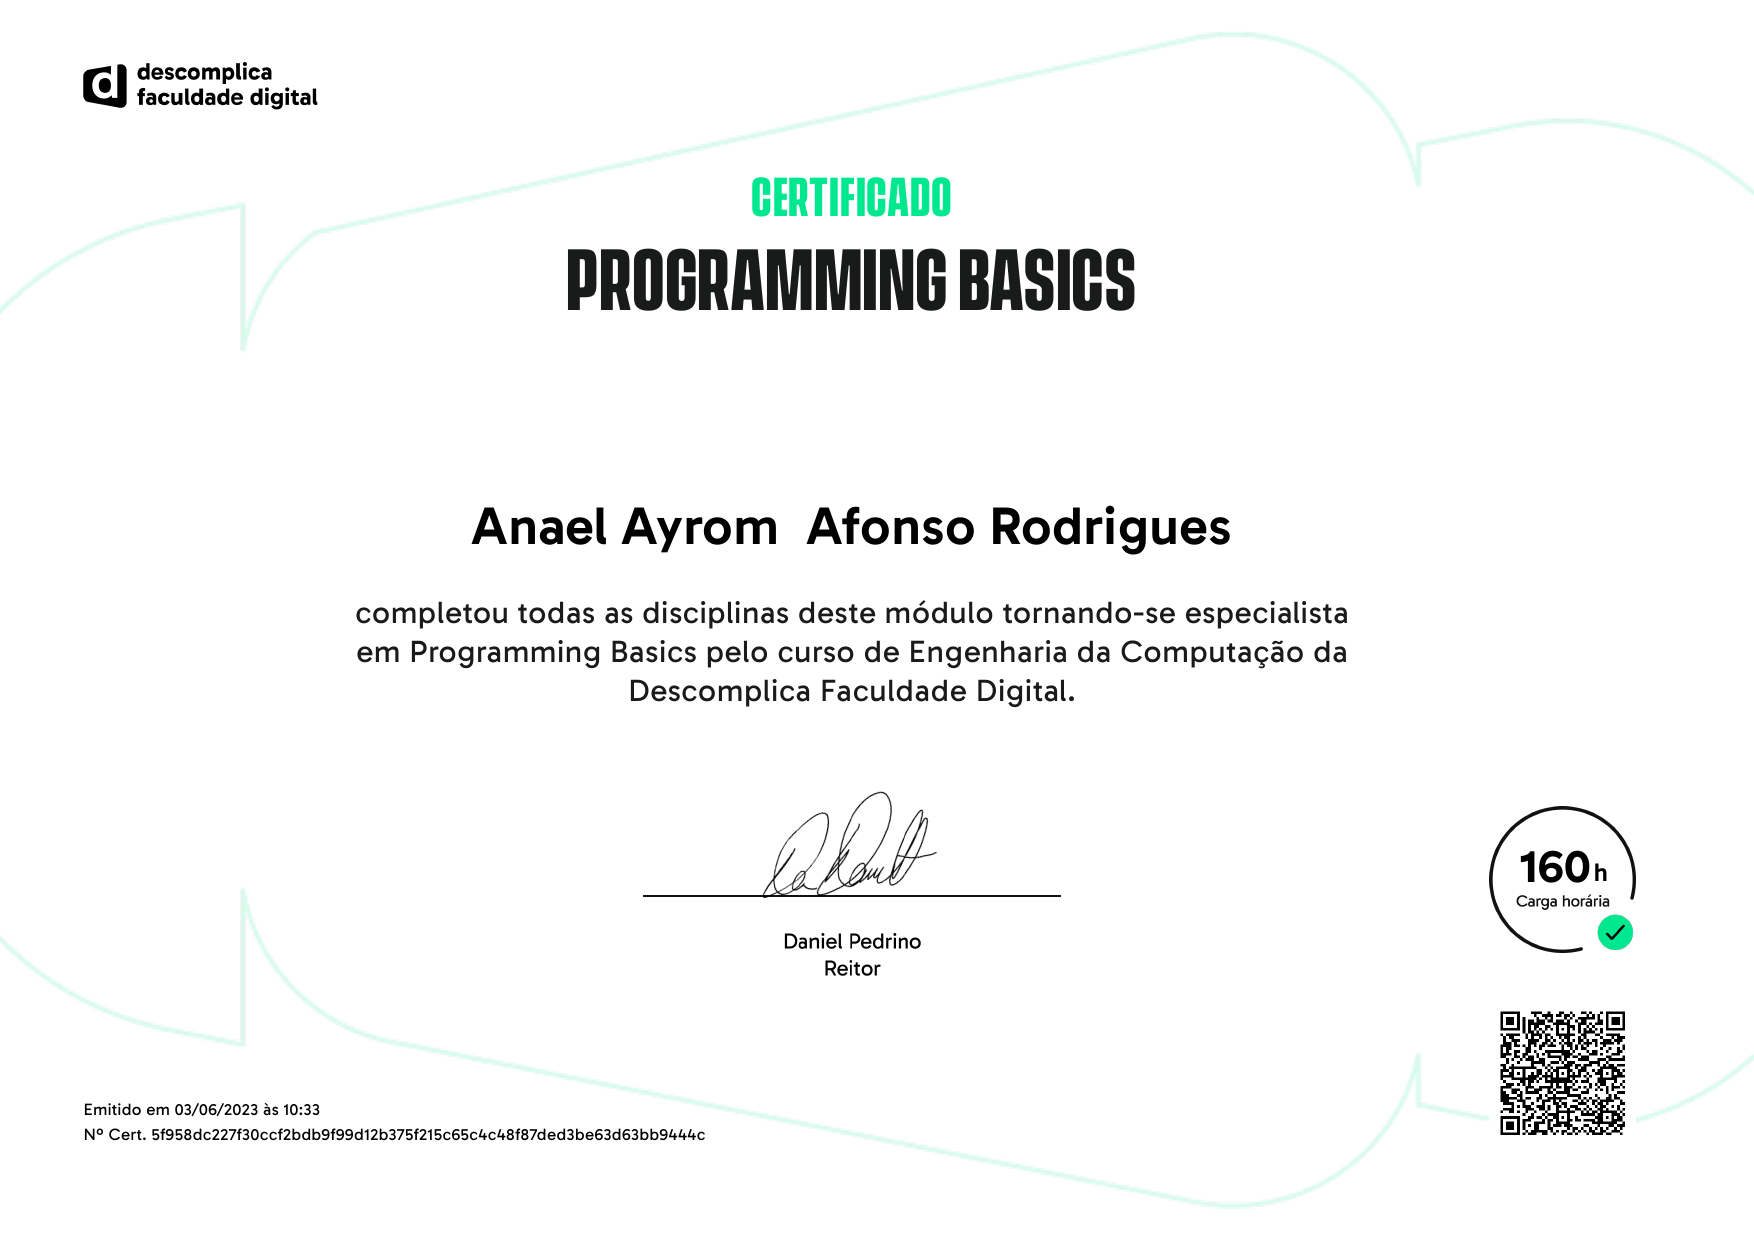 descomplica
faculdade digital
CERTIFICADO
PROGRAMMING BASICS
Anael Ayrom  Afonso Rodrigues
completou todas as disciplinas deste módulo tornando-se especialista
em Programming Basics pelo curso de Engenharia da Computação da
Descomplica Faculdade Digital.
Daniel Pedrino
Reitor
160 h
Carga horária
Emitido em 03/06/2023 às 10:33
Nº Cert. 5f958dc227f30ccf2bdb9f99d12b375f215c65c4c48f87ded3be63d63bb9444c